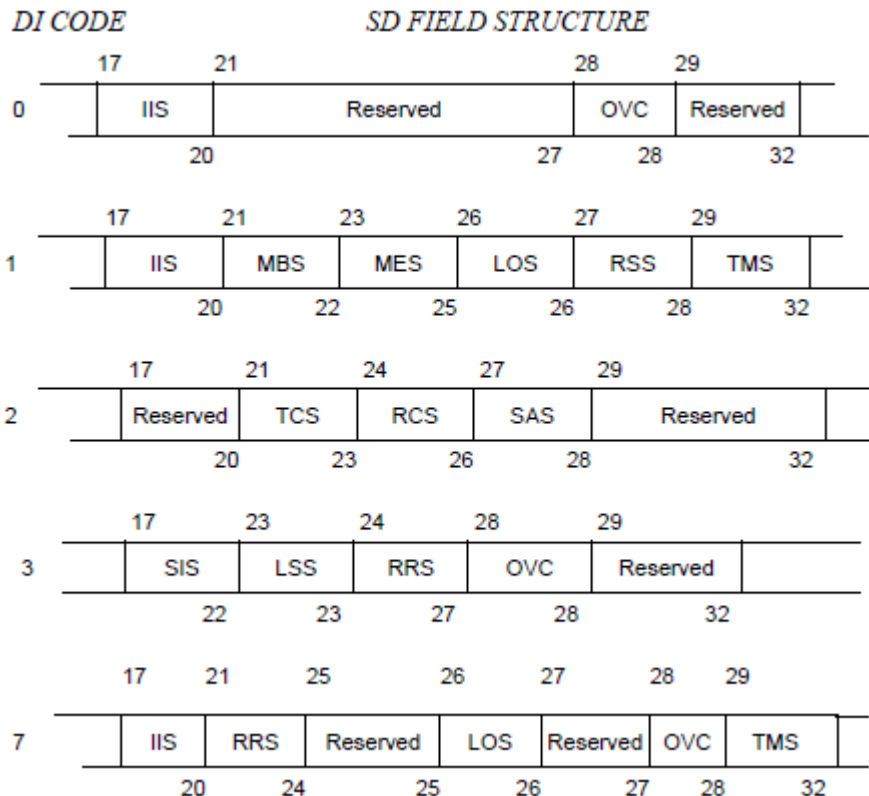 DI CODE SD FIELD STRUCTURE
17 21 28 29
0 IIS Reserved OVC Reserved
20 27 28 32
17 21 23 26 27 29
1 IIS MBS MES LOS RSS TMS
20 22 25 26 28 32
17 21 24 27 29
2 Reserved TCS RCS SAS Reserved
20 23 26 28 32
17 23 24 28 29
3 SIS LSS RRS OVC Reserved
22 23 27 28 32
17 21 25 26 27 28 29
7 IIS RRS Reserved LOS Reserved OVC TMS
20 24 25 26 27 28 32